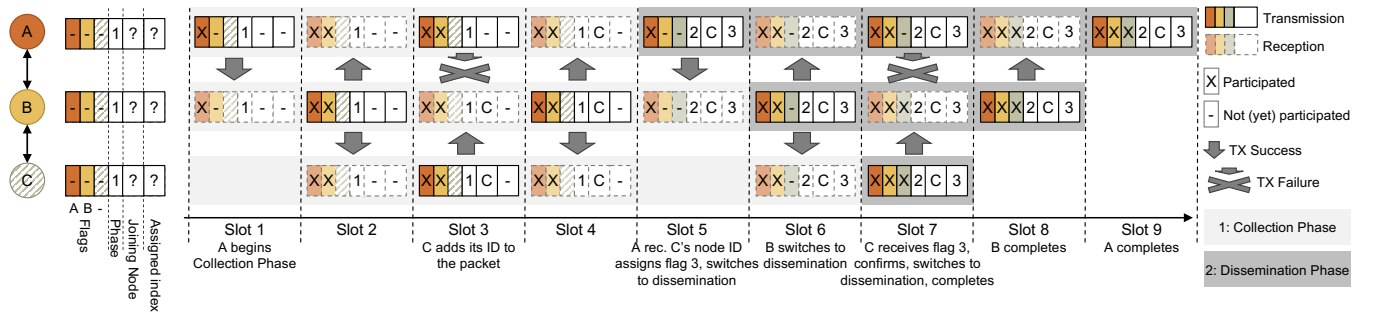 A
- - - 1 ? ?
X - 1 - -
X X 1 - -
X X 1 - -
X X 1 C -
X - - 2 C 3
X X - 2 C 3
X X - 2 C 3
X X X 2 C 3
X X X 2 C 3
B
- - - 1 ? ?
X - 1 - -
X X 1 - -
X X 1 C -
X X 1 C -
X - - 2 C 3
X X - 2 C 3
X X X 2 C 3
X X X 2 C 3
C
- - - 1 ? ?
X X 1 - -
X X 1 C -
X X 1 C -
X X - 2 C 3
X X X 2 C 3
A B -
Flags
Phase
Joining Node
Assigned index
Slot 1
A begins
Collection Phase
Slot 2
Slot 3
C adds its ID to
the packet
Slot 4
Slot 5
A rec. C's node ID
assigns flag 3, switches
to dissemination
Slot 6
B switches to
dissemination
Slot 7
C receives flag 3,
confirms, switches to
dissemination, completes
Slot 8
B completes
Slot 9
A completes
Transmission
Reception
X Participated
- Not (yet) participated
TX Success
TX Failure
1: Collection Phase
2: Dissemination Phase